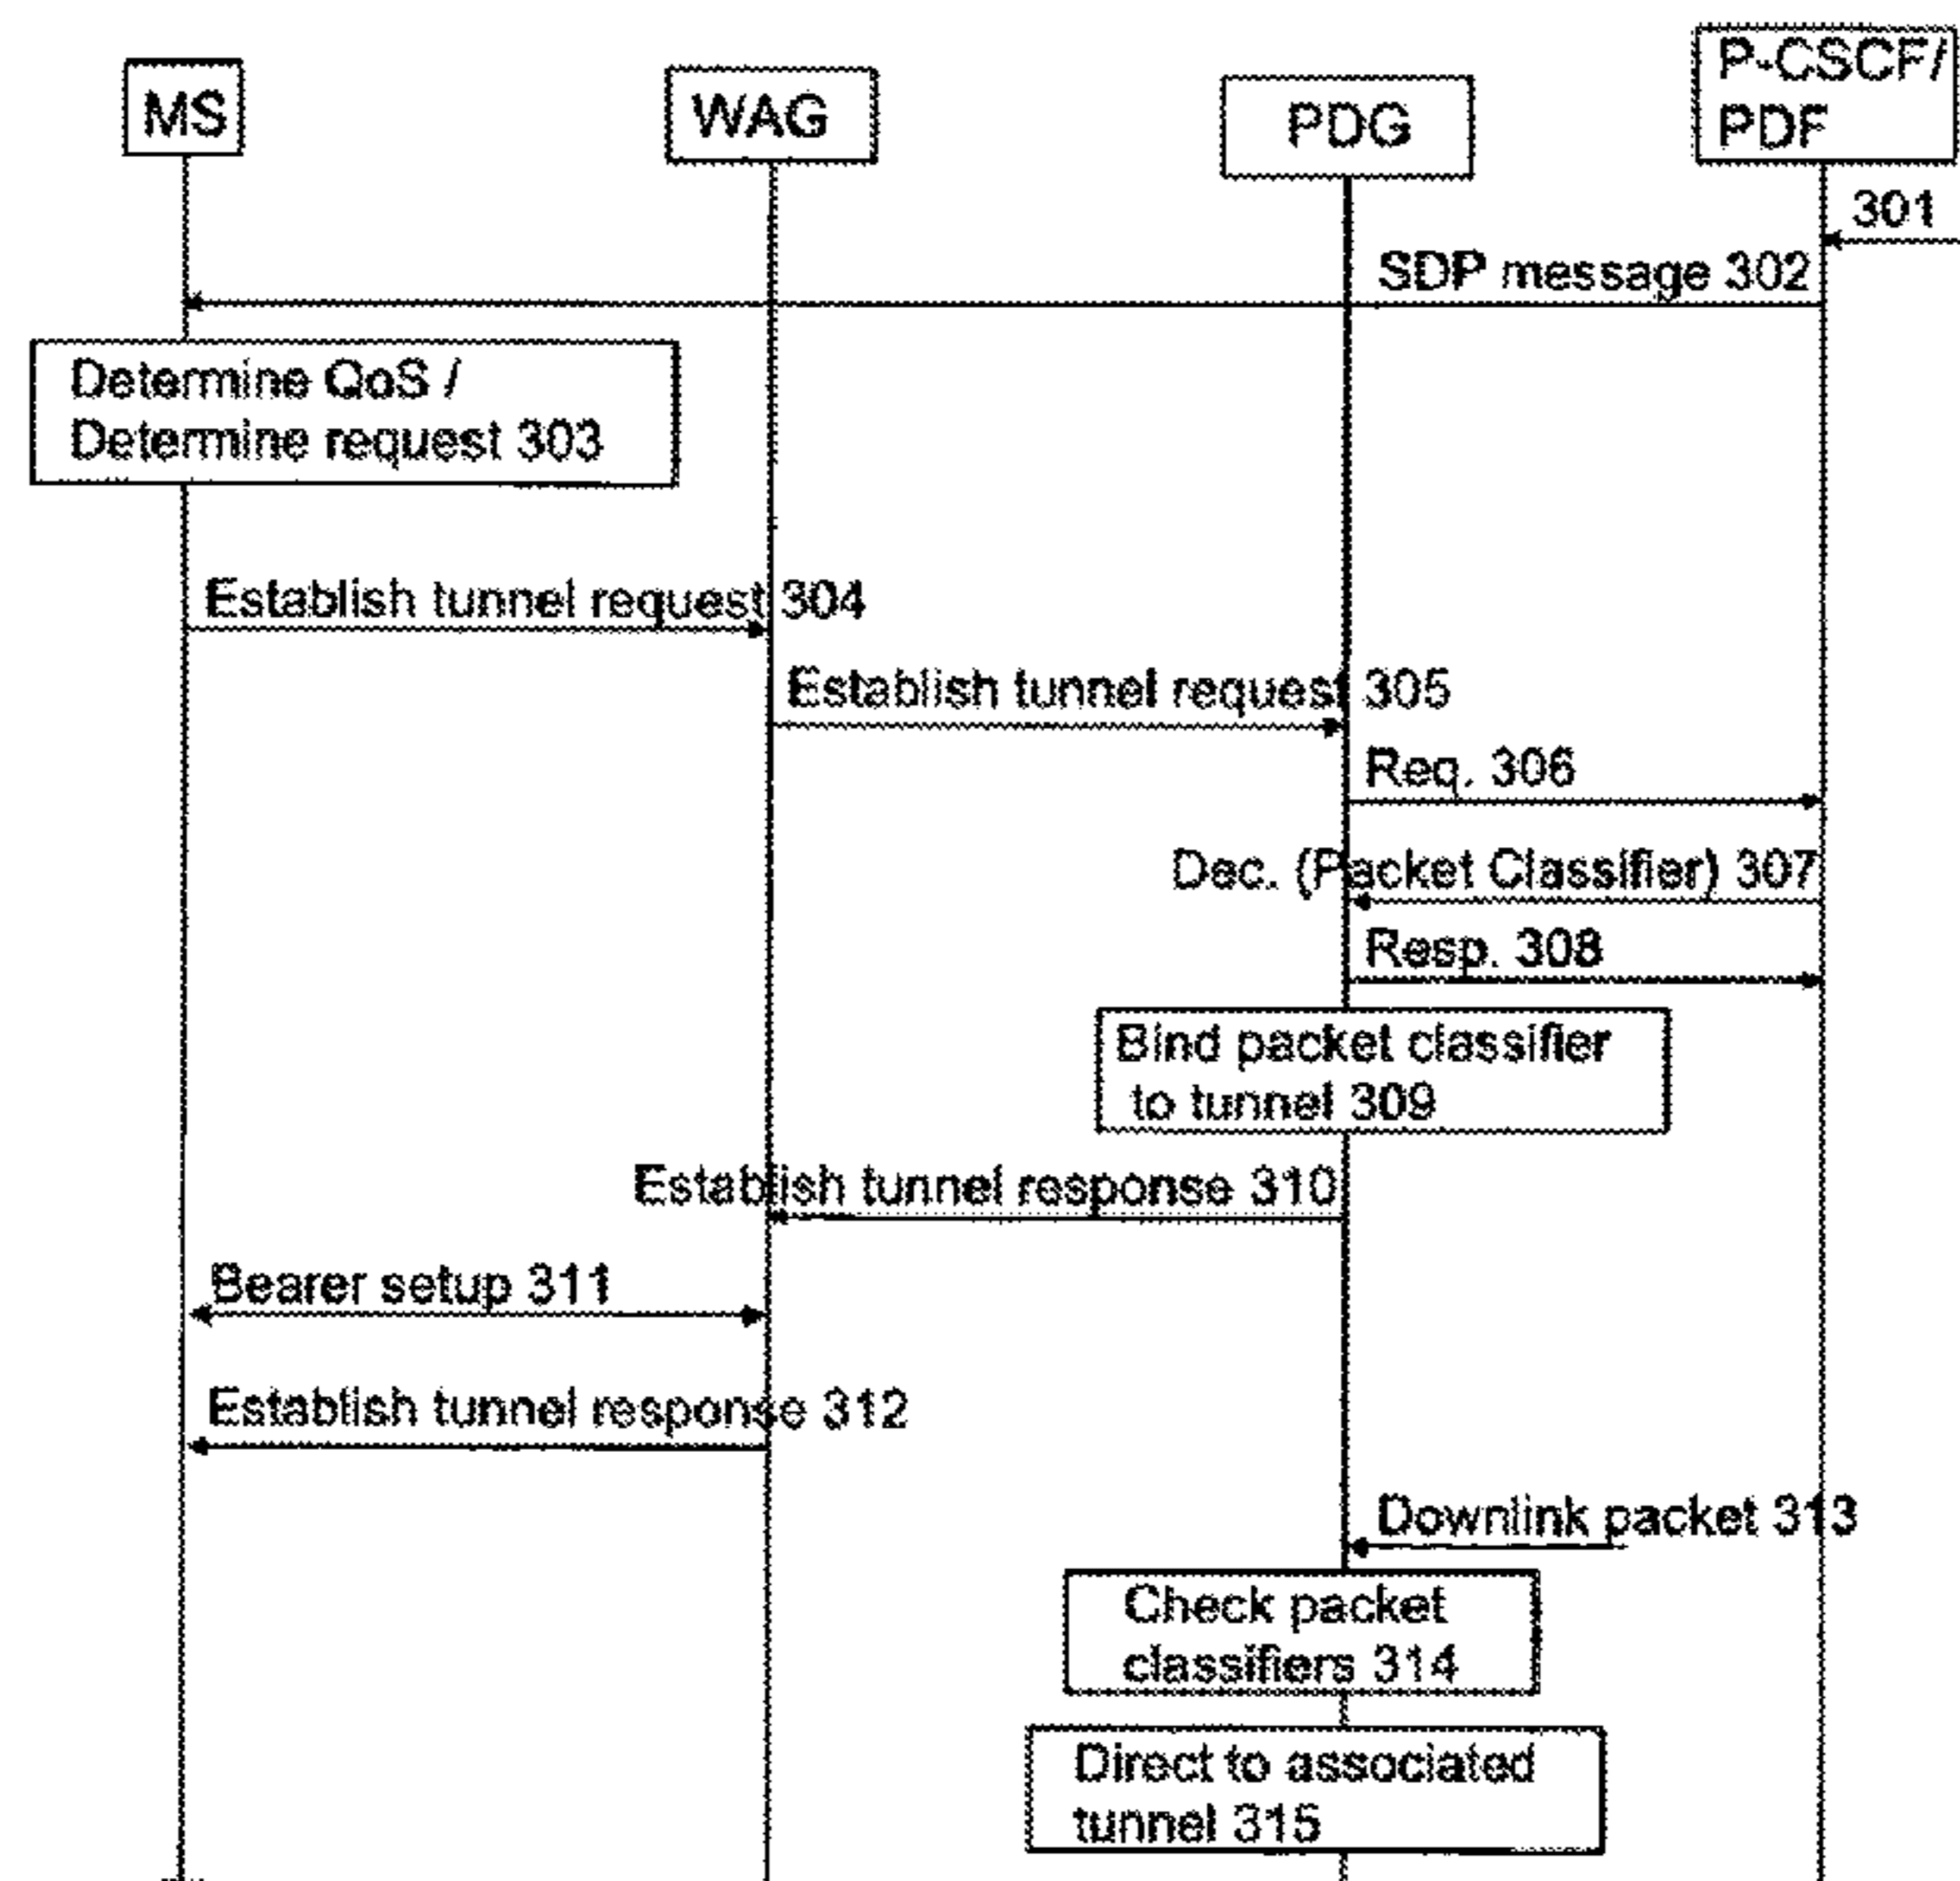 MS
WAG
PDG
P-CSCF/
PDF
301
SDP message 302
Determine QoS /
Determine request 303
Establish tunnel request 304
Establish tunnel request 305
Req. 306
Dec. (Packet Classifier) 307
Resp. 308
Bind packet classifier
to tunnel 309
Establish tunnel response 310
Bearer setup 311
Establish tunnel response 312
Downlink packet 313
Check packet
classifiers 314
Direct to associated
tunnel 315